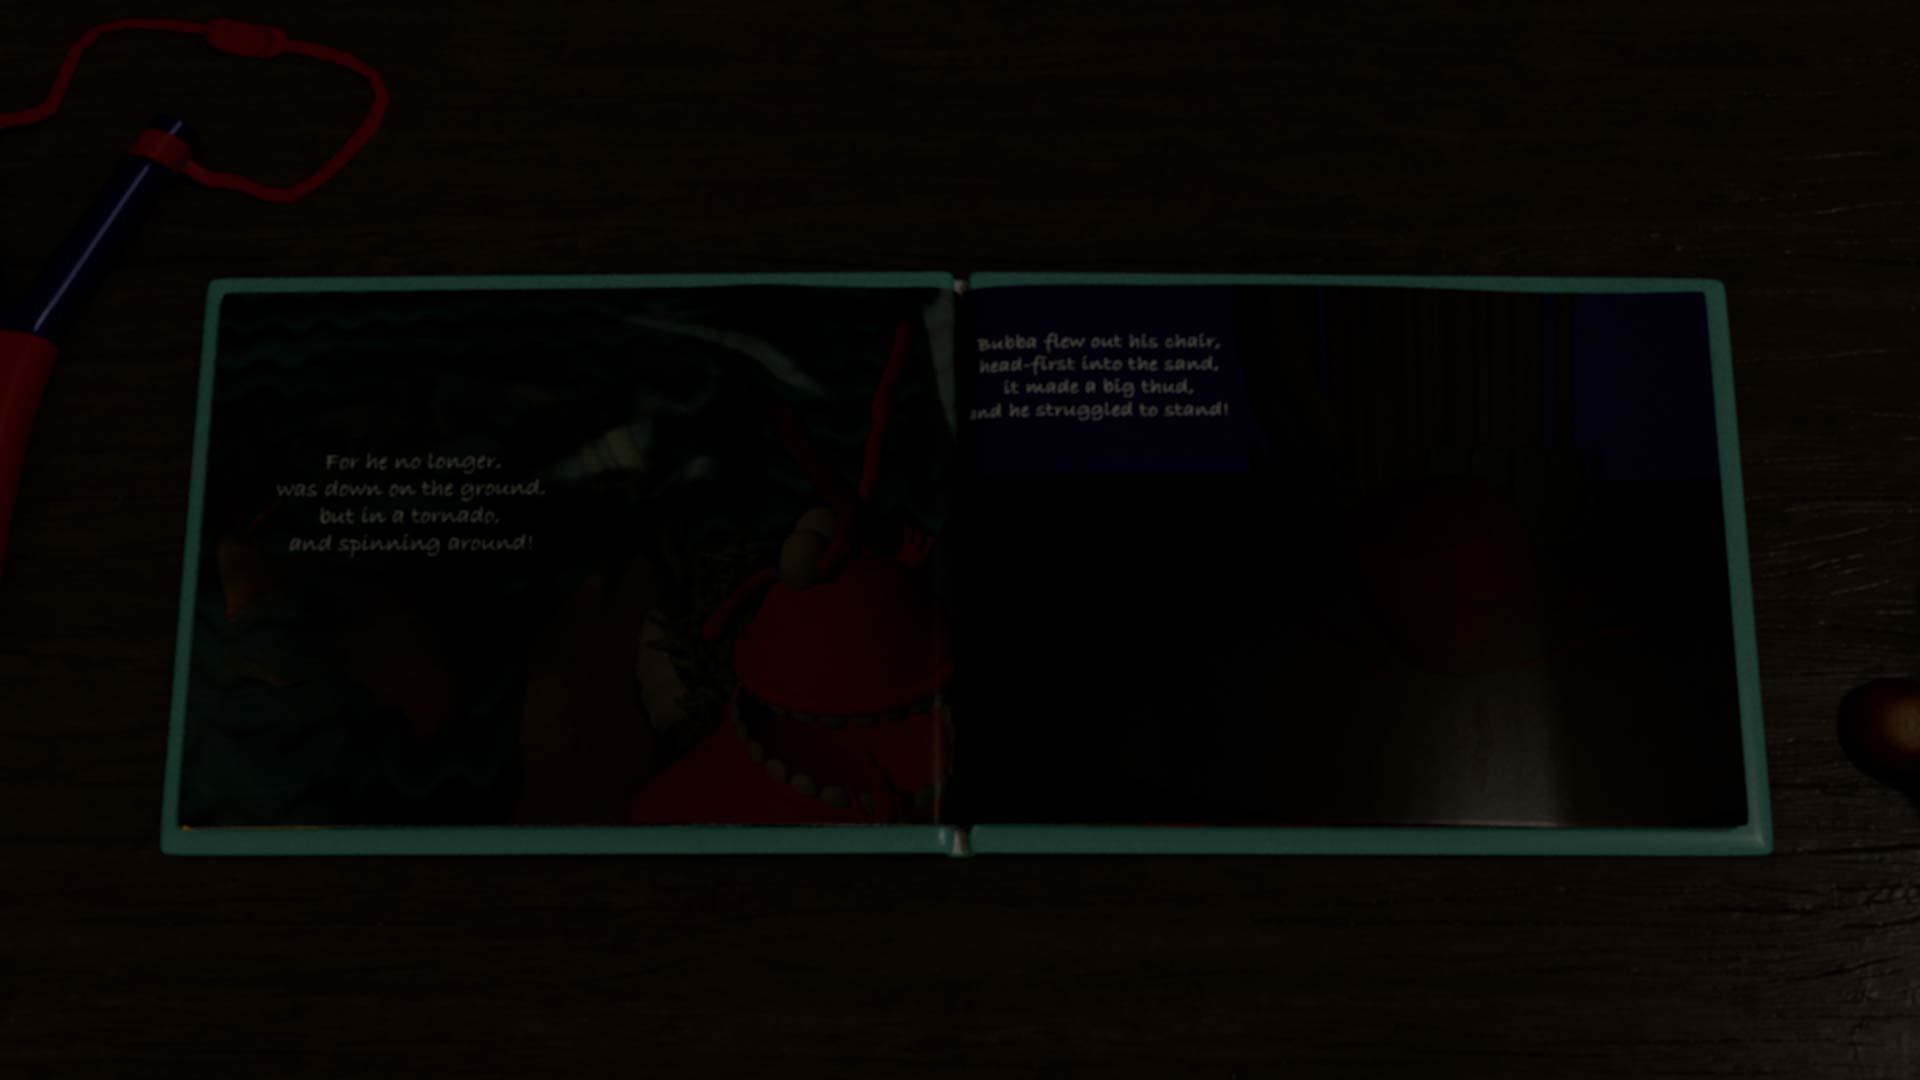 For he no longer,
was down on the ground,
but in a tornado,
and spinning around!
Bubba flew out his chair,
head-first into the sand,
it made a big thud,
and he struggled to stand!